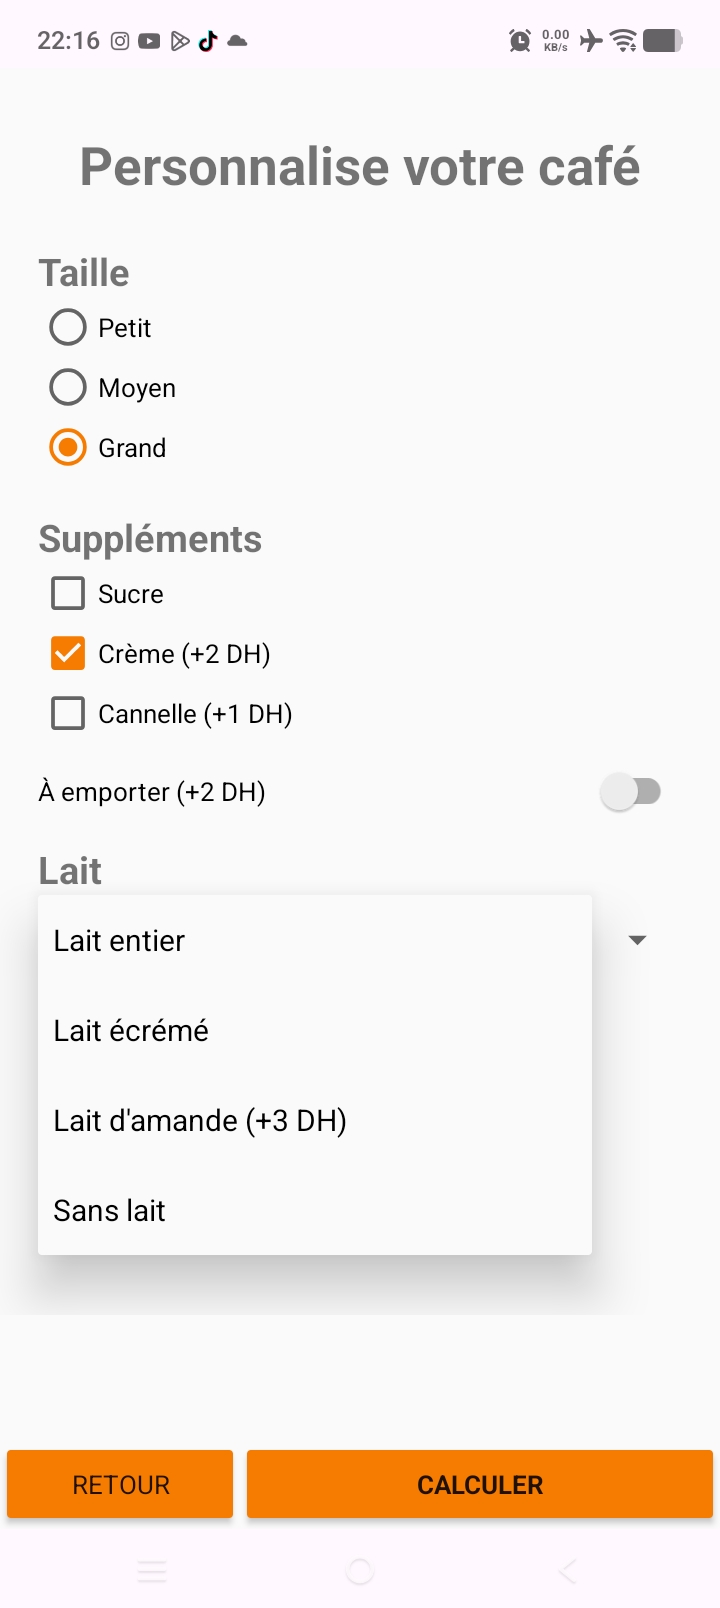 22:16
0.00
KB/s
Personnalise votre café
Taille
Petit
Moyen
Grand
Suppléments
Sucre
Crème (+2 DH)
Cannelle (+1 DH)
À emporter (+2 DH)
Lait
Lait entier
Lait écrémé
Lait d'amande (+3 DH)
Sans lait
RETOUR
CALCULER